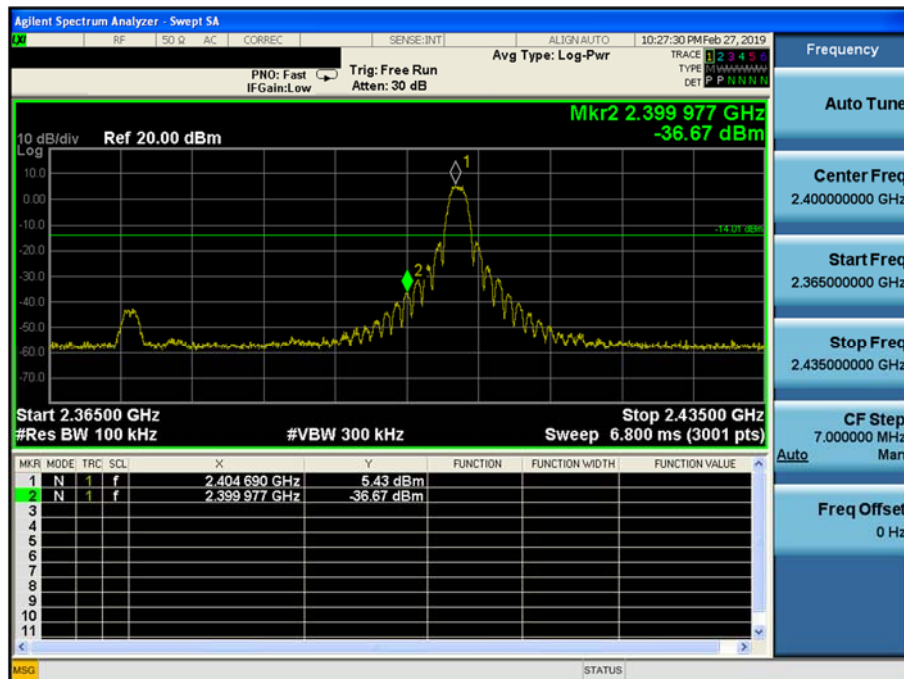 Agilent Spectrum Analyzer - Swept SA
LXI RF 50 Ω AC CORREC SENSE:INT ALIGN AUTO 10:27:30 PM Feb 27, 2019
Avg Type: Log-Pwr TRACE 1 2 3 4 5 6
PNO: Fast Trig: Free Run TYPE M W W W W W
IFGain:Low Atten: 30 dB DET P P N N N N
Mkr2 2.399 977 GHz
-36.67 dBm
10 dB/div Ref 20.00 dBm
Log
10.0
0.00
-10.0
-20.0
-30.0
-40.0
-50.0
-60.0
-70.0
1
-14.01 dBm
2
Start 2.36500 GHz Stop 2.43500 GHz
#Res BW 100 kHz #VBW 300 kHz Sweep 6.800 ms (3001 pts)
MKR MODE TRC SCL X Y FUNCTION FUNCTION WIDTH FUNCTION VALUE
1 N 1 f 2.404 690 GHz 5.43 dBm
2 N 1 f 2.399 977 GHz -36.67 dBm
3
4
5
6
7
8
9
10
11
MSG STATUS
Frequency
Auto Tune
Center Freq
2.400000000 GHz
Start Freq
2.365000000 GHz
Stop Freq
2.435000000 GHz
CF Step
7.000000 MHz
Auto Man
Freq Offset
0 Hz